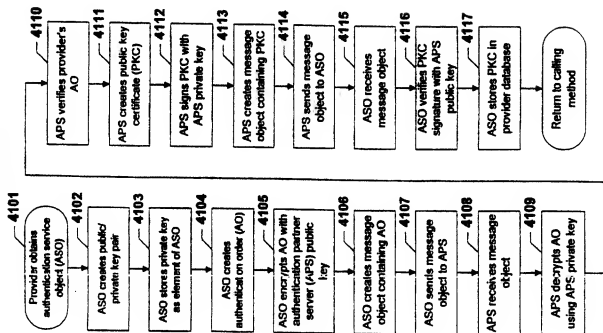 4101
Provider obtains
authentication service
object (ASO)
4102
ASO creates public/
private key pair
4103
ASO stores private key
as element of ASO
4104
ASO creates
authentication order (AO)
4105
ASO encrypts AO with
authentication partner
server (APS) public
key
4106
ASO creates message
object containing AO
4107
ASO sends message
object to APS
4108
APS receives message
object
4109
APS decrypts AO
using APS private key
4110
APS verifies provider's
AO
4111
APS creates public key
certificate (PKC)
4112
APS signs PKC with
APS private key
4113
APS creates message
object containing PKC
4114
APS sends message
object to ASO
4115
ASO receives
message object
4116
ASO verifies PKC
signature with APS
public key
4117
ASO stores PKC in
provider database
Return to calling
method